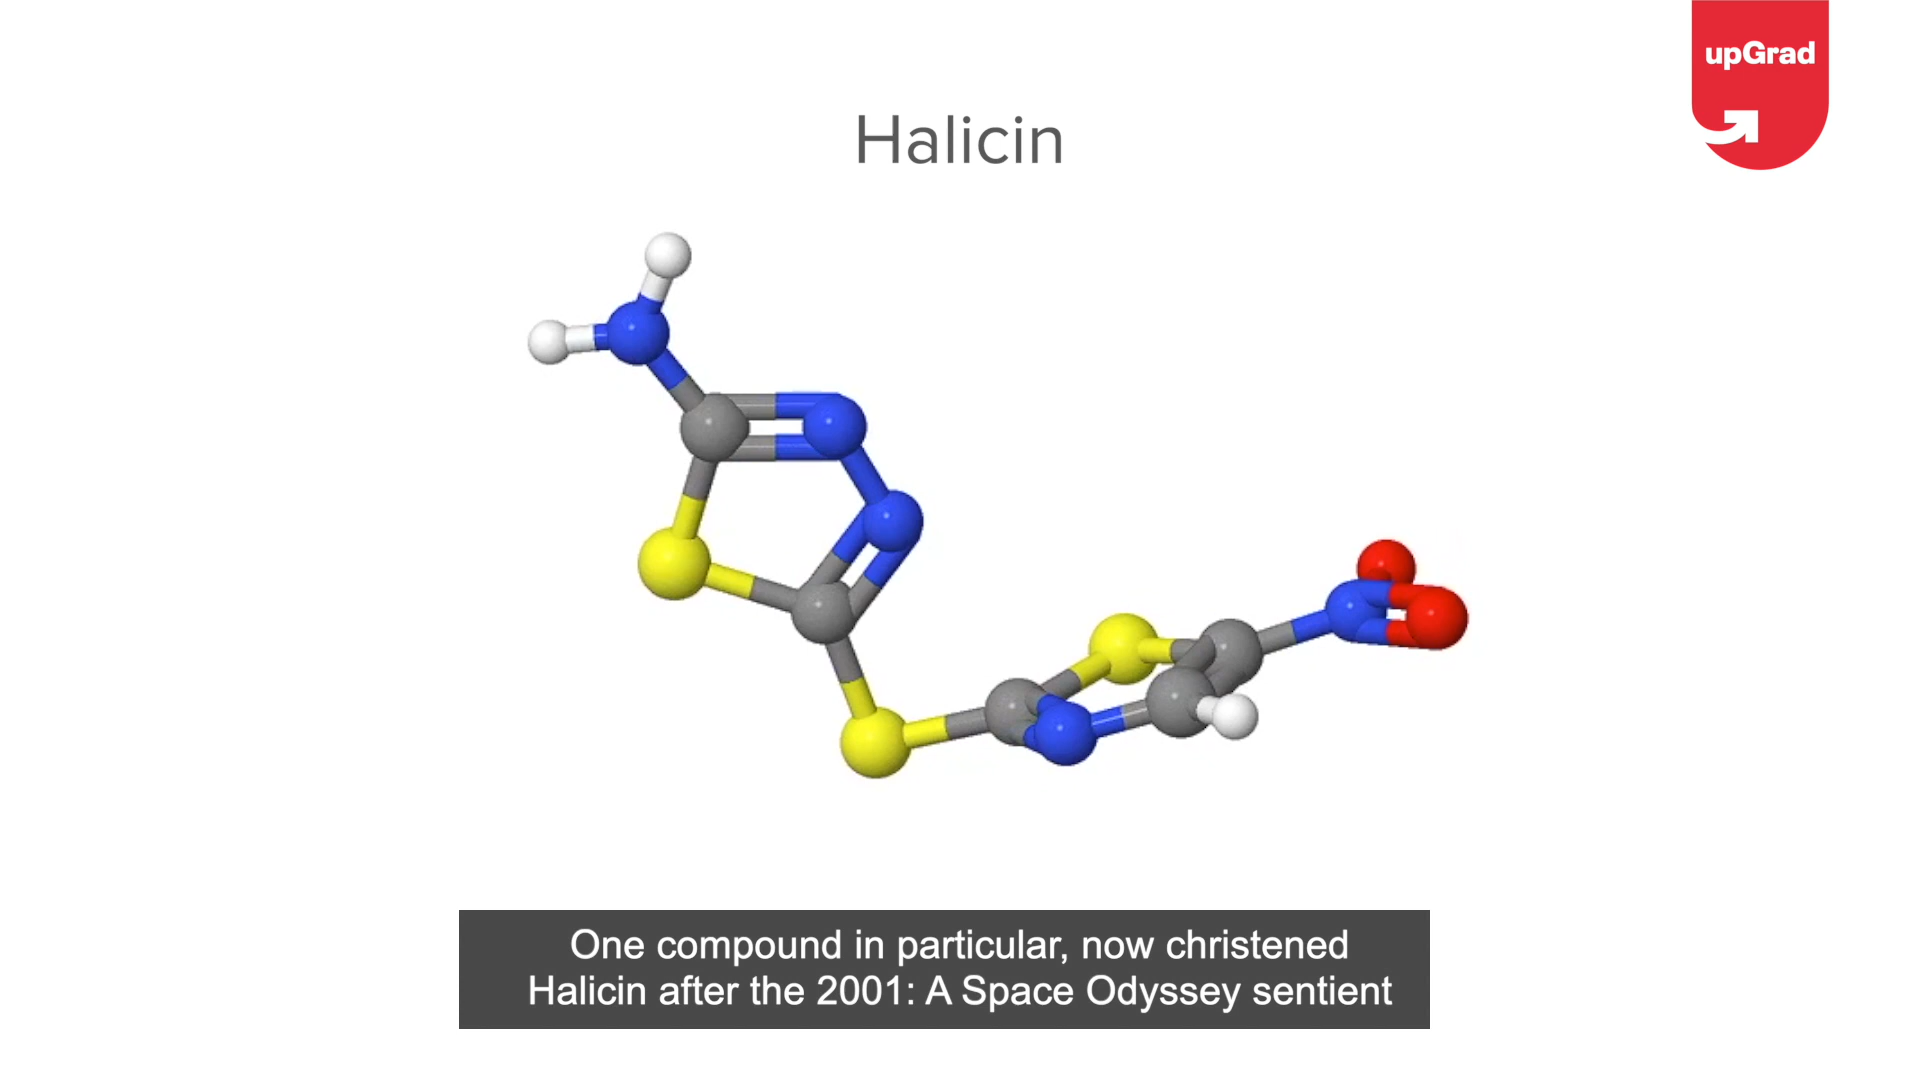 upGrad
Halicin
One compound in particular, now christened
Halicin after the 2001: A Space Odyssey sentient